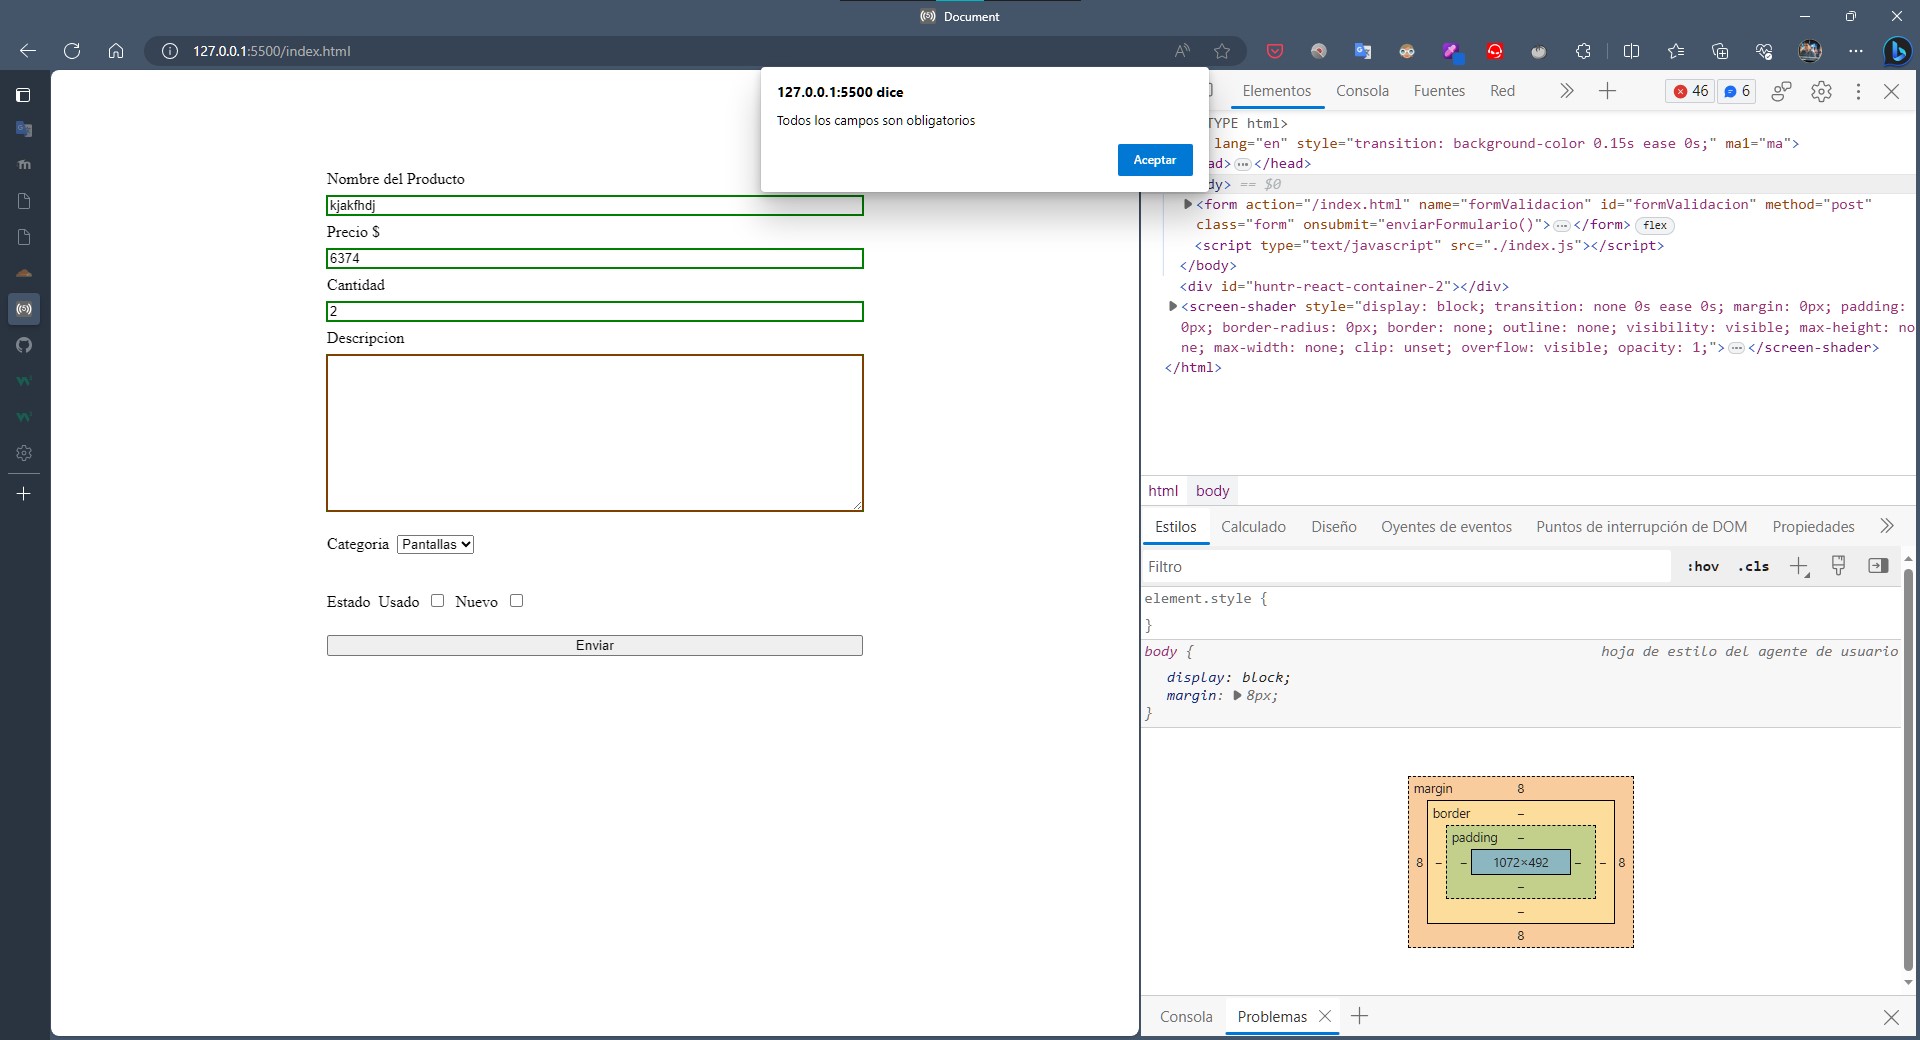 Document
127.0.0.1:5500/index.html
127.0.0.1:5500 dice
Todos los campos son obligatorios
Aceptar
Nombre del Producto
kjakfhdj
Precio $
6374
Cantidad
2
Descripcion
Categoria Pantallas
Estado Usado Nuevo
Enviar
Elementos Consola Fuentes Red 46 6
TYPE html>
lang="en" style="transition: background-color 0.15s ease 0s;" ma1="ma">
ad>…</head>
dy> == $0
<form action="/index.html" name="formValidacion" id="formValidacion" method="post"
class="form" onsubmit="enviarFormulario()">…</form> flex
<script type="text/javascript" src="./index.js"></script>
</body>
<div id="huntr-react-container-2"></div>
<screen-shader style="display: block; transition: none 0s ease 0s; margin: 0px; padding:
0px; border-radius: 0px; border: none; outline: none; visibility: visible; max-height: no
ne; max-width: none; clip: unset; overflow: visible; opacity: 1;">…</screen-shader>
</html>
html body
Estilos Calculado Diseño Oyentes de eventos Puntos de interrupción de DOM Propiedades
Filtro :hov .cls
element.style {
}
body { hoja de estilo del agente de usuario
display: block;
margin: 8px;
}
margin 8
border –
padding –
8 – – 1072×492 – – 8
–
–
8
Consola Problemas